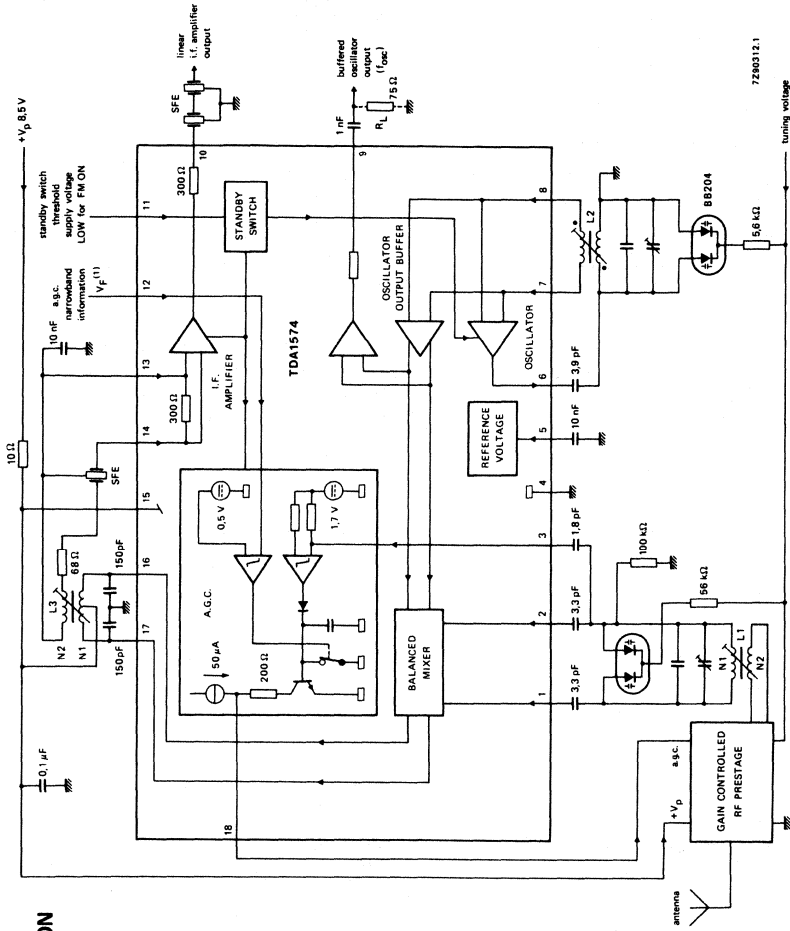 ON
+Vp 8,5 V
10 Ω
standby switch
threshold
supply voltage
LOW for FM ON
a.g.c.
narrowband
information
VF(1)
10 nF
linear
i.f. amplifier
output
SFE
buffered
oscillator
output
(fosc)
1 nF
RL
75 Ω
0,1 µF
L3
N2
N1
68 Ω
150pF
150pF
SFE
18
17
16
15
14
13
12
11
10
300 Ω
I.F.
AMPLIFIER
300 Ω
STANDBY
SWITCH
9
A.G.C.
50 µA
200 Ω
0,5 V
1,7 V
TDA1574
OSCILLATOR
OUTPUT BUFFER
OSCILLATOR
BALANCED
MIXER
REFERENCE
VOLTAGE
1
2
3
4
5
6
7
8
3,3 pF
3,3 pF
1,8 pF
10 nF
3,9 pF
L2
100 kΩ
56 kΩ
N1
L1
N2
BB204
5,6 kΩ
antenna
+Vp
a.g.c.
GAIN CONTROLLED
RF PRESTAGE
tuning voltage
7Z90312.1